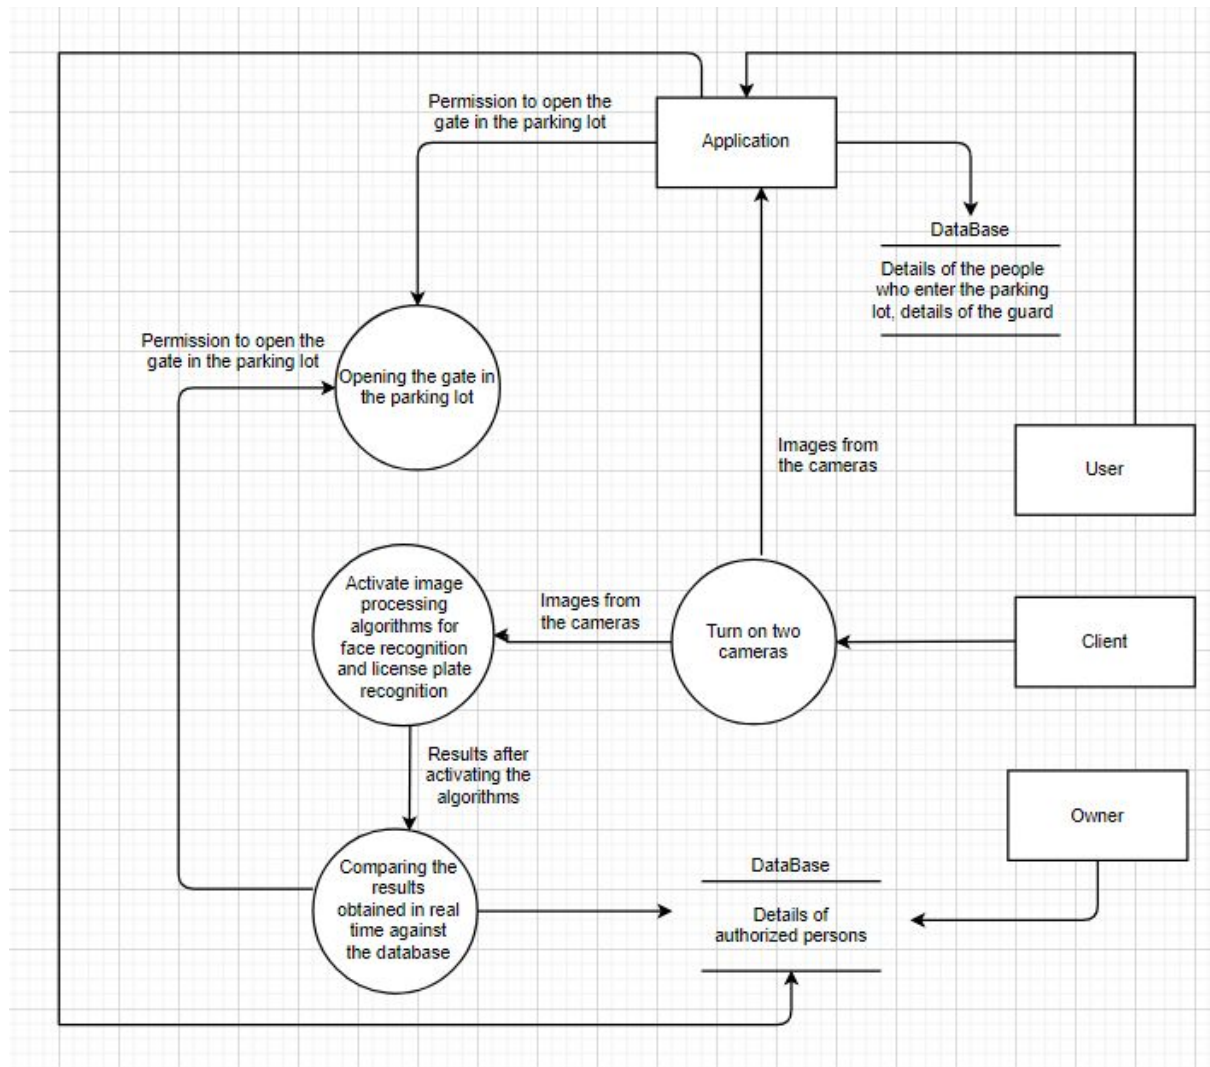 Permission to open the
gate in the parking lot
Application
DataBase
Details of the people
who enter the parking
lot, details of the guard
Permission to open the
gate in the parking lot
Opening the gate in
the parking lot
Images from
the cameras
User
Activate image
processing
algorithms for
face recognition
and license plate
recognition
Images from
the cameras
Turn on two
cameras
Client
Results after
activating the
algorithms
Owner
Comparing the
results
obtained in real
time against
the database
DataBase
Details of
authorized persons